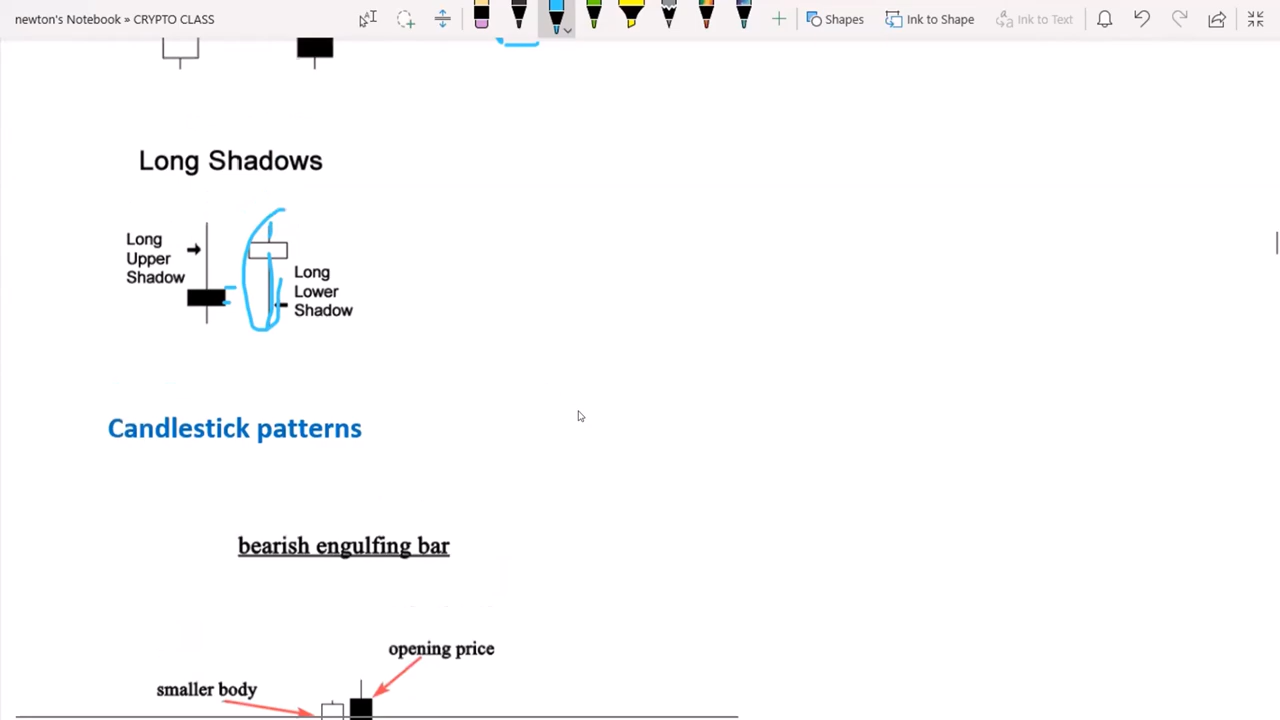 newton's Notebook » CRYPTO CLASS
Shapes
Ink to Shape
Ink to Text
Long Shadows
Long
Upper
Shadow
Long
Lower
Shadow
Candlestick patterns
bearish engulfing bar
opening price
smaller body